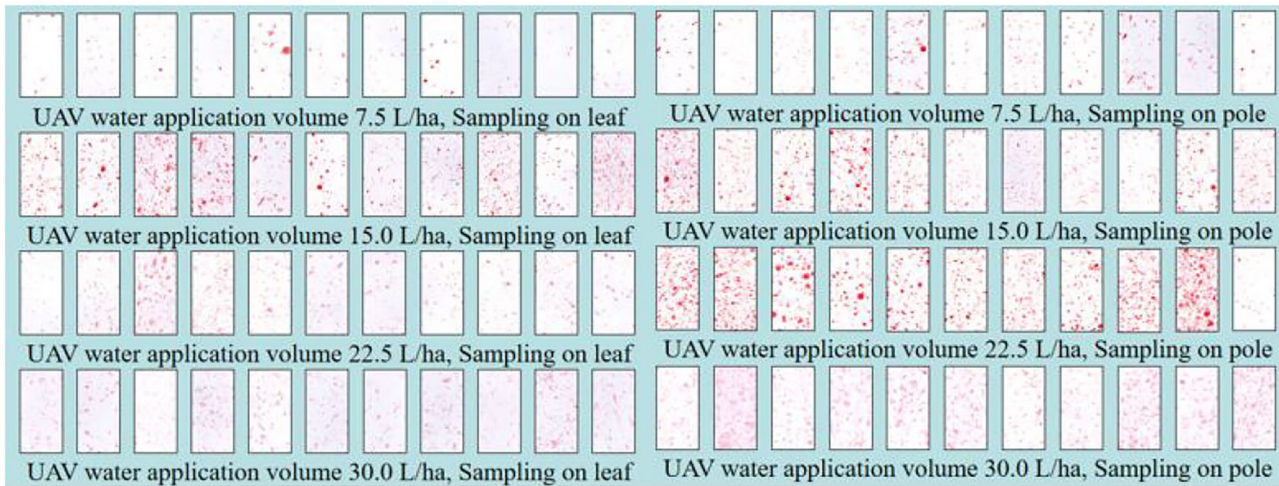 UAV water application volume 7.5 L/ha, Sampling on leaf
UAV water application volume 7.5 L/ha, Sampling on pole
UAV water application volume 15.0 L/ha, Sampling on leaf
UAV water application volume 15.0 L/ha, Sampling on pole
UAV water application volume 22.5 L/ha, Sampling on leaf
UAV water application volume 22.5 L/ha, Sampling on pole
UAV water application volume 30.0 L/ha, Sampling on leaf
UAV water application volume 30.0 L/ha, Sampling on pole